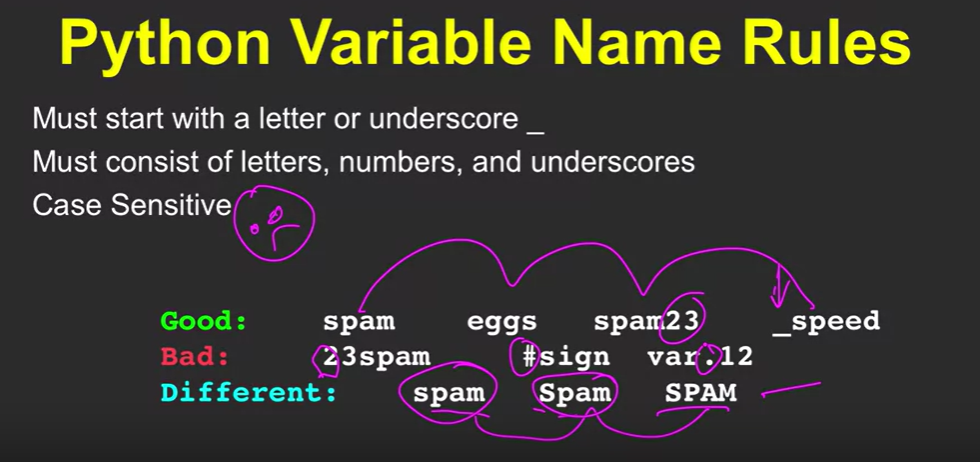 Python Variable Name Rules
Must start with a letter or underscore _
Must consist of letters, numbers, and underscores
Case Sensitive
Good: spam eggs spam23 _speed
Bad: 23spam #sign var.12
Different: spam Spam SPAM